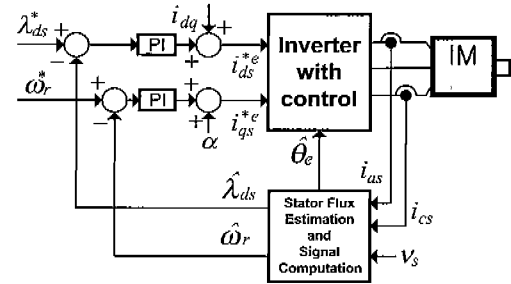 λ*ds
+
−
PI
i dq
+
+
i*e ds
ω*r
+
−
PI
+
+
α
i*e qs
Inverter
with
control
IM
θ̂e
ias
ics
λ̂ds
ω̂r
Stator Flux
Estimation
and
Signal
Computation
vs